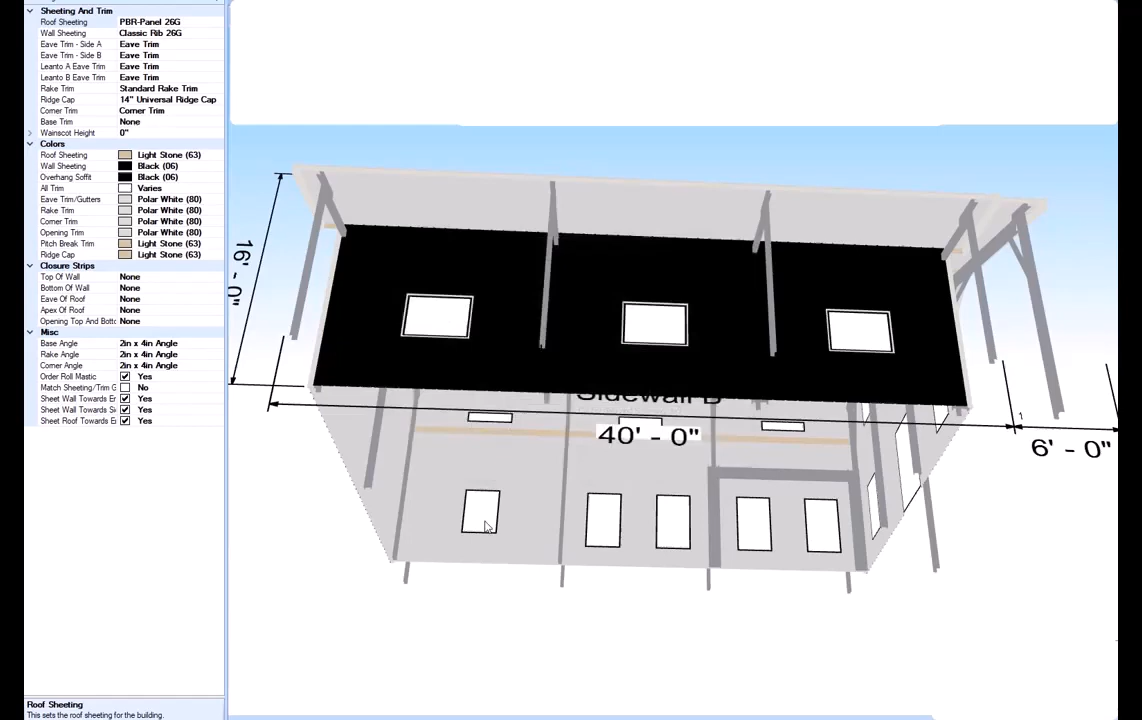 Sheeting And Trim
Roof Sheeting PBR-Panel 26G
Wall Sheeting Classic Rib 26G
Eave Trim - Side A Eave Trim
Eave Trim - Side B Eave Trim
Leanto A Eave Trim Eave Trim
Leanto B Eave Trim Eave Trim
Rake Trim Standard Rake Trim
Ridge Cap 14" Universal Ridge Cap
Corner Trim Corner Trim
Base Trim None
Wainscot Height 0"
Colors
Roof Sheeting Light Stone (63)
Wall Sheeting Black (06)
Overhang Soffit Black (06)
All Trim Varies
Eave Trim/Gutters Polar White (80)
Rake Trim Polar White (80)
Corner Trim Polar White (80)
Opening Trim Polar White (80)
Pitch Break Trim Light Stone (63)
Ridge Cap Light Stone (63)
Closure Strips
Top Of Wall None
Bottom Of Wall None
Eave Of Roof None
Apex Of Roof None
Opening Top And Botto None
Misc
Base Angle 2in x 4in Angle
Rake Angle 2in x 4in Angle
Corner Angle 2in x 4in Angle
Order Roll Mastic Yes
Match Sheeting/Trim G No
Sheet Wall Towards Er Yes
Sheet Wall Towards Si Yes
Sheet Roof Towards Er Yes
Roof Sheeting
This sets the roof sheeting for the building.
16' - 0"
Sidewall B
40' - 0"
1
6' - 0"